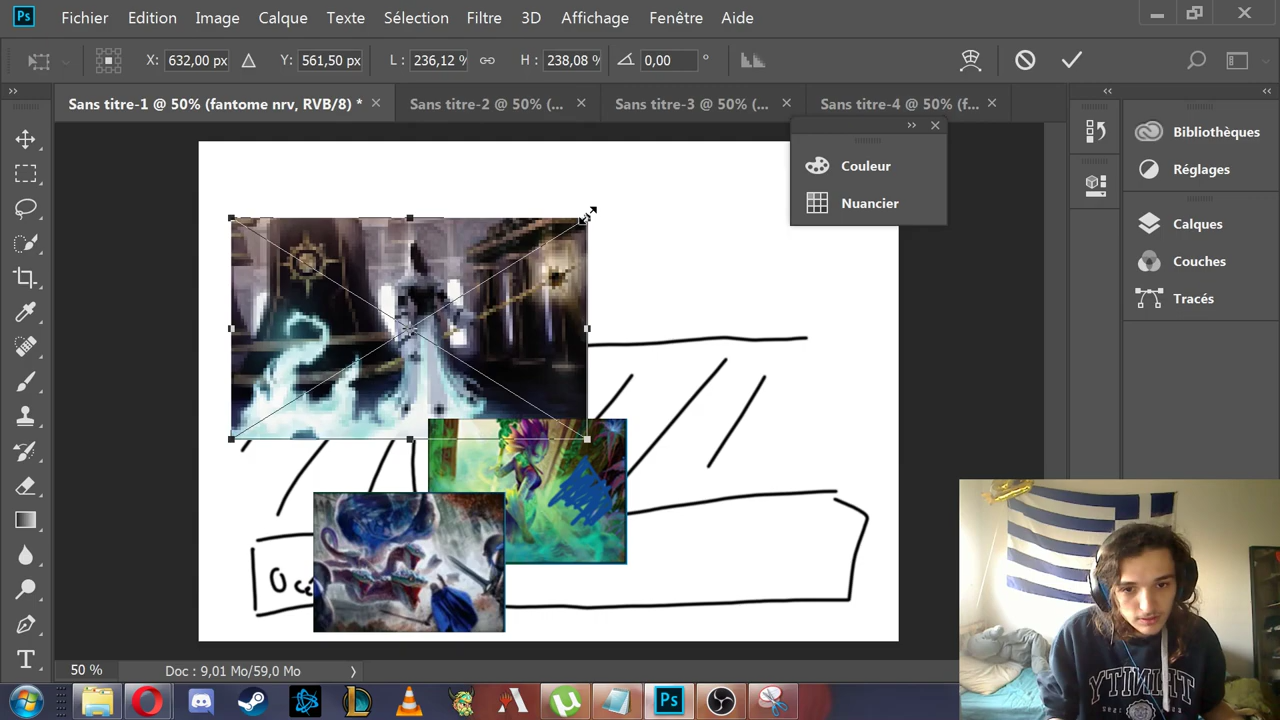 Ps Fichier Edition Image Calque Texte Sélection Filtre 3D Affichage Fenêtre Aide
X: 632,00 px Y: 561,50 px L : 236,12 % H : 238,08 % 0,00 °
Sans titre-1 @ 50% (fantome nrv, RVB/8) * × Sans titre-2 @ 50% (... × Sans titre-3 @ 50% (... × Sans titre-4 @ 50% (f... ×
Couleur
Nuancier
Bibliothèques
Réglages
Calques
Couches
Tracés
50 % Doc : 9,01 Mo/59,0 Mo
Ps